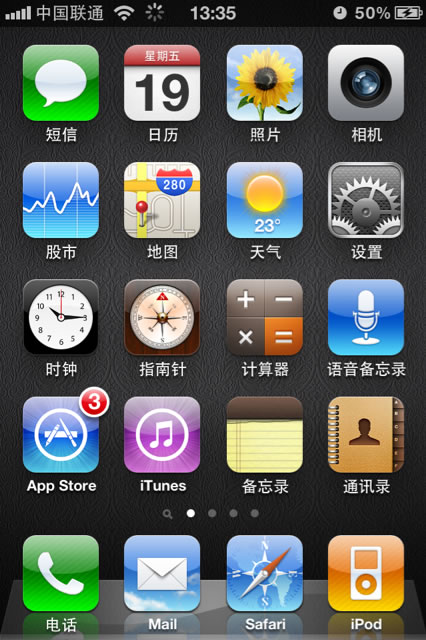 中国联通 13:35 50%
星期五
19
280
短信 日历 照片 相机
23°
股市 地图 天气 设置
12
时钟 指南针 计算器 语音备忘录
3
App Store iTunes 备忘录 通讯录
电话 Mail Safari iPod